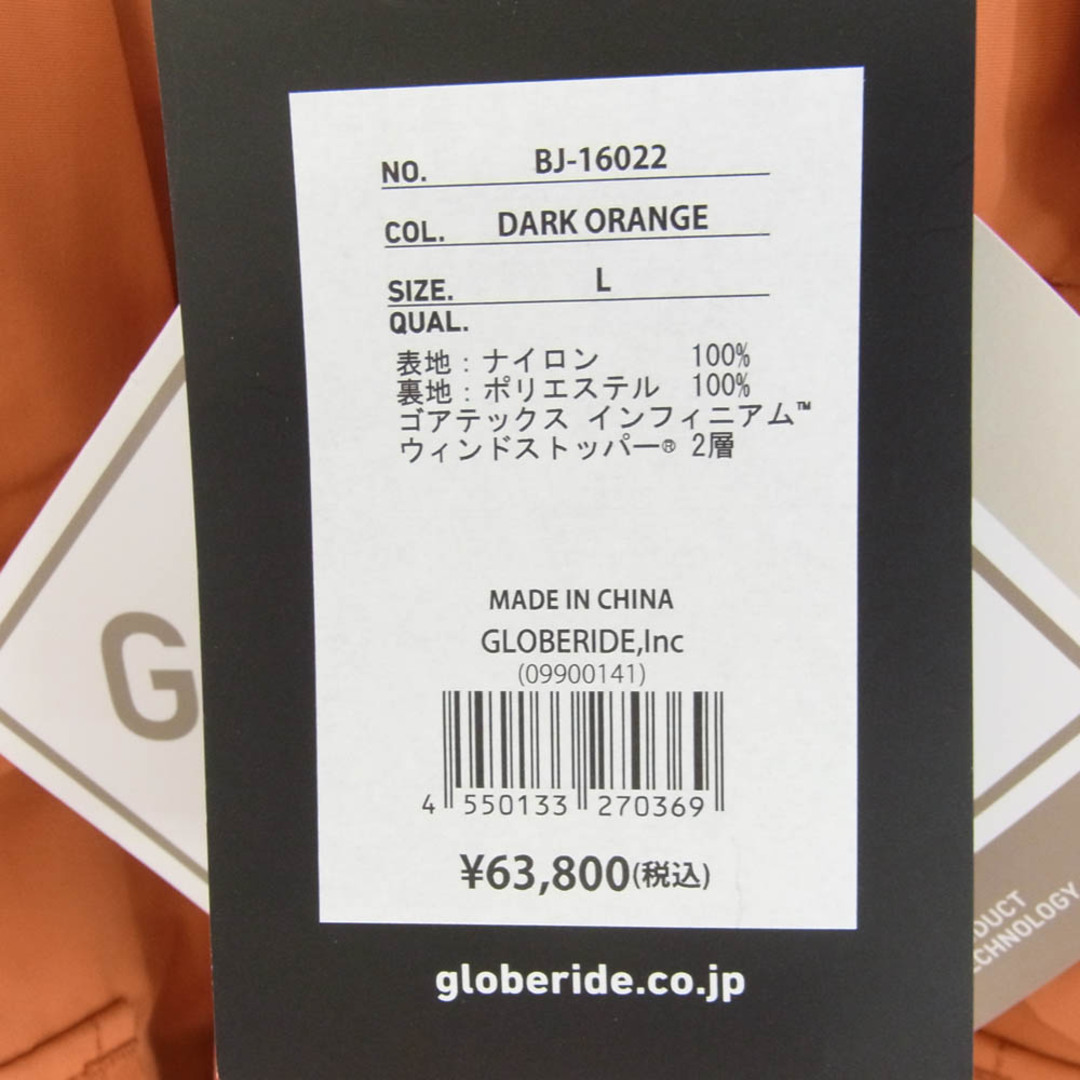 NO. BJ-16022
COL. DARK ORANGE
SIZE. L
QUAL.
表地：ナイロン 100%
裏地：ポリエステル 100%
ゴアテックス インフィニアム™
ウィンドストッパー® 2層
MADE IN CHINA
GLOBERIDE,Inc
(09900141)
4 550133 270369
¥63,800(税込)
globeride.co.jp
G